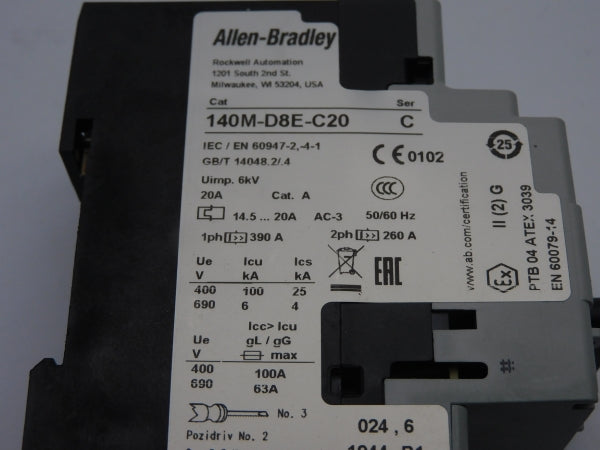 Allen-Bradley
Rockwell Automation
1201 South 2nd St.
Milwaukee, WI 53204, USA
Cat Ser
140M-D8E-C20 C
IEC / EN 60947-2,-4-1
GB/T 14048.2/.4
CE 0102
25
Uimp. 6kV
20A Cat. A
CCC
14.5 ... 20A AC-3 50/60 Hz
1ph 390 A 2ph 260 A
Ue Icu Ics
V kA kA
400 100 25
690 6 4
EAC
Icc> Icu
Ue gL / gG
V max
400 100A
690 63A
No. 3
Pozidriv No. 2
024 , 6
www.ab.com/certification
Ex
II (2) G
PTB 04 ATEX 3039
EN 60079-14